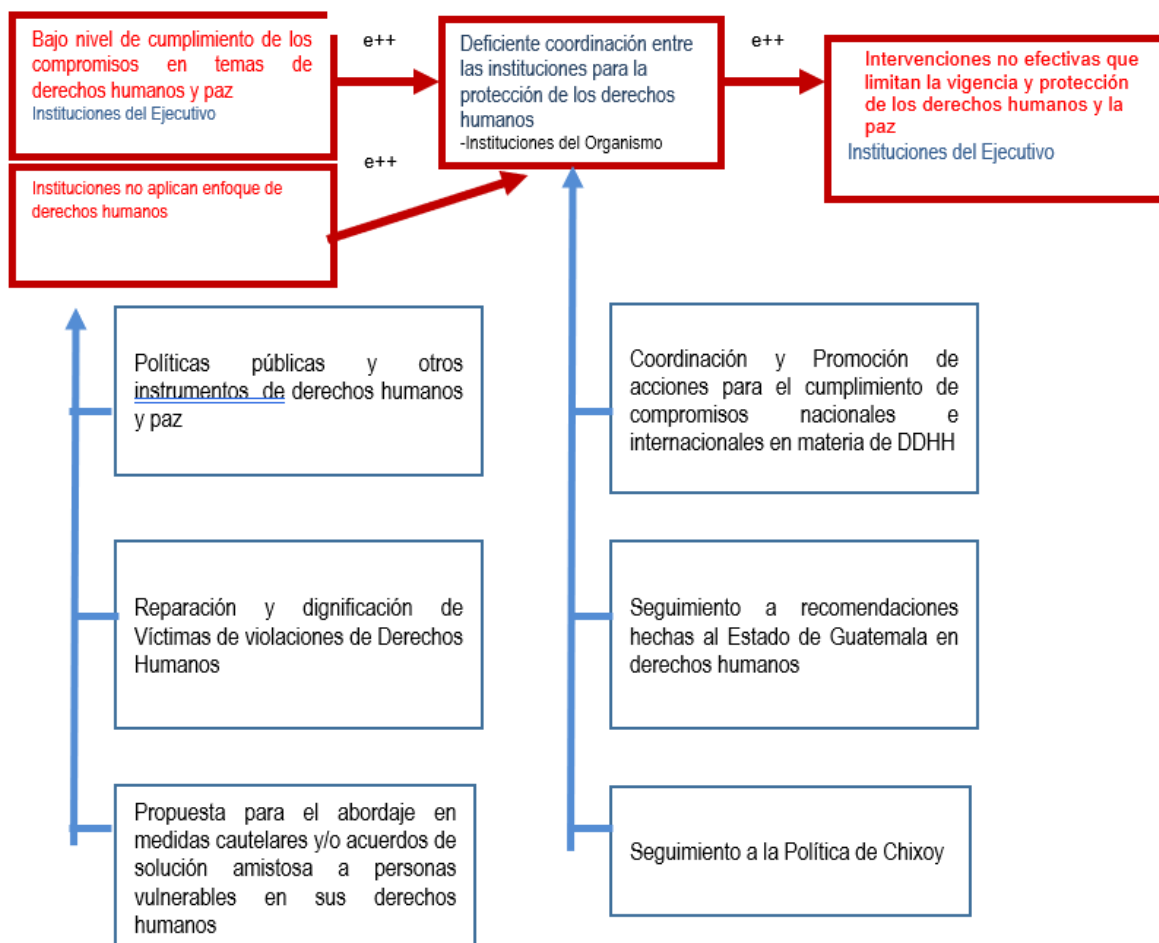 Bajo nivel de cumplimiento de los
compromisos en temas de
derechos humanos y paz
Instituciones del Ejecutivo
e++
Deficiente coordinación entre
las instituciones para la
protección de los derechos
humanos
-Instituciones del Organismo
e++
Intervenciones no efectivas que
limitan la vigencia y protección
de los derechos humanos y la
paz
Instituciones del Ejecutivo
Instituciones no aplican enfoque de
derechos humanos
e++
Políticas públicas y otros
instrumentos de derechos humanos
y paz
Coordinación y Promoción de
acciones para el cumplimiento de
compromisos nacionales e
internacionales en materia de DDHH
Reparación y dignificación de
Víctimas de violaciones de Derechos
Humanos
Seguimiento a recomendaciones
hechas al Estado de Guatemala en
derechos humanos
Propuesta para el abordaje en
medidas cautelares y/o acuerdos de
solución amistosa a personas
vulnerables en sus derechos
humanos
Seguimiento a la Política de Chixoy